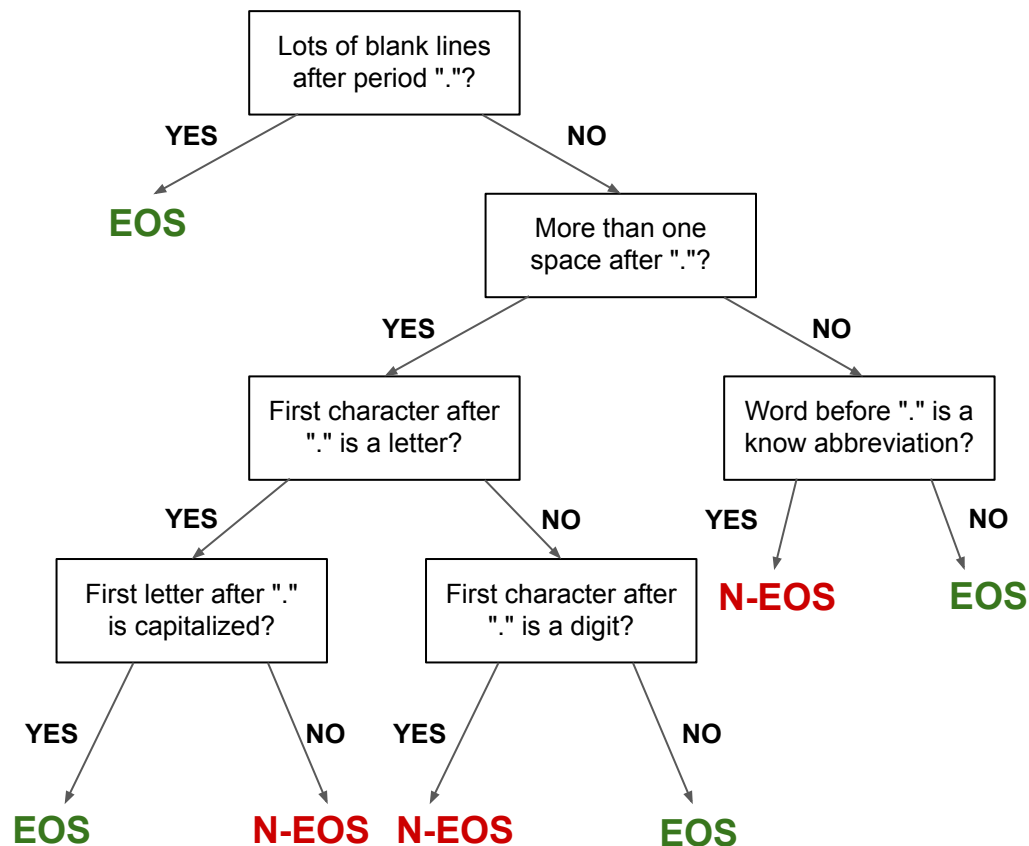 Lots of blank lines
after period "."?
YES
NO
EOS
More than one
space after "."?
YES
NO
First character after
"." is a letter?
Word before "." is a
know abbreviation?
YES
NO
YES
NO
First letter after "."
is capitalized?
First character after
"." is a digit?
N-EOS
EOS
YES
NO
YES
NO
EOS
N-EOS
N-EOS
EOS